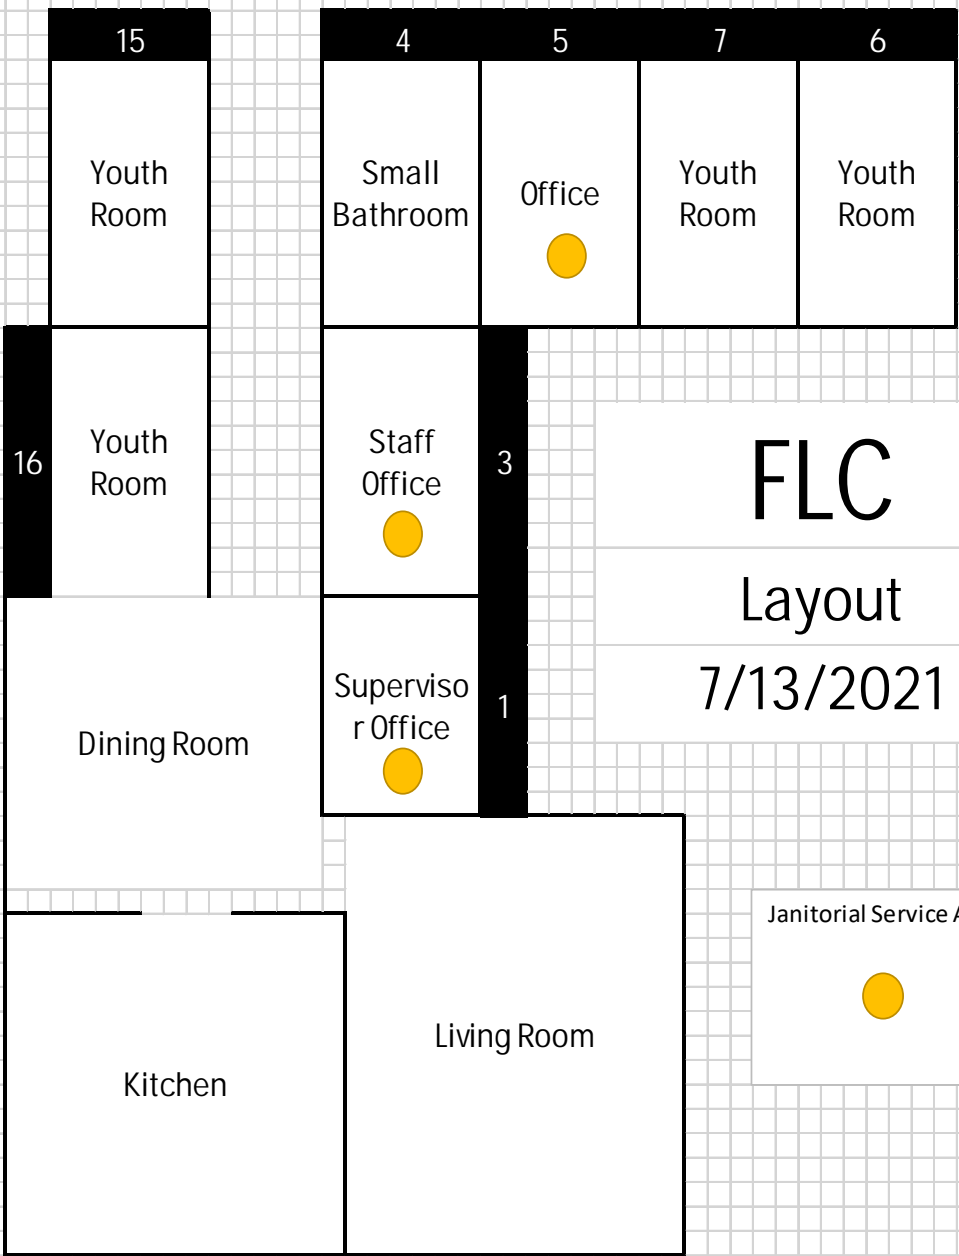 15
4
5
7
6
Youth
Room
Small
Bathroom
Office
Youth
Room
Youth
Room
16
Youth
Room
Staff
Office
3
FLC
Layout
7/13/2021
Superviso
r Office
1
Dining Room
Janitorial Service A
Living Room
Kitchen